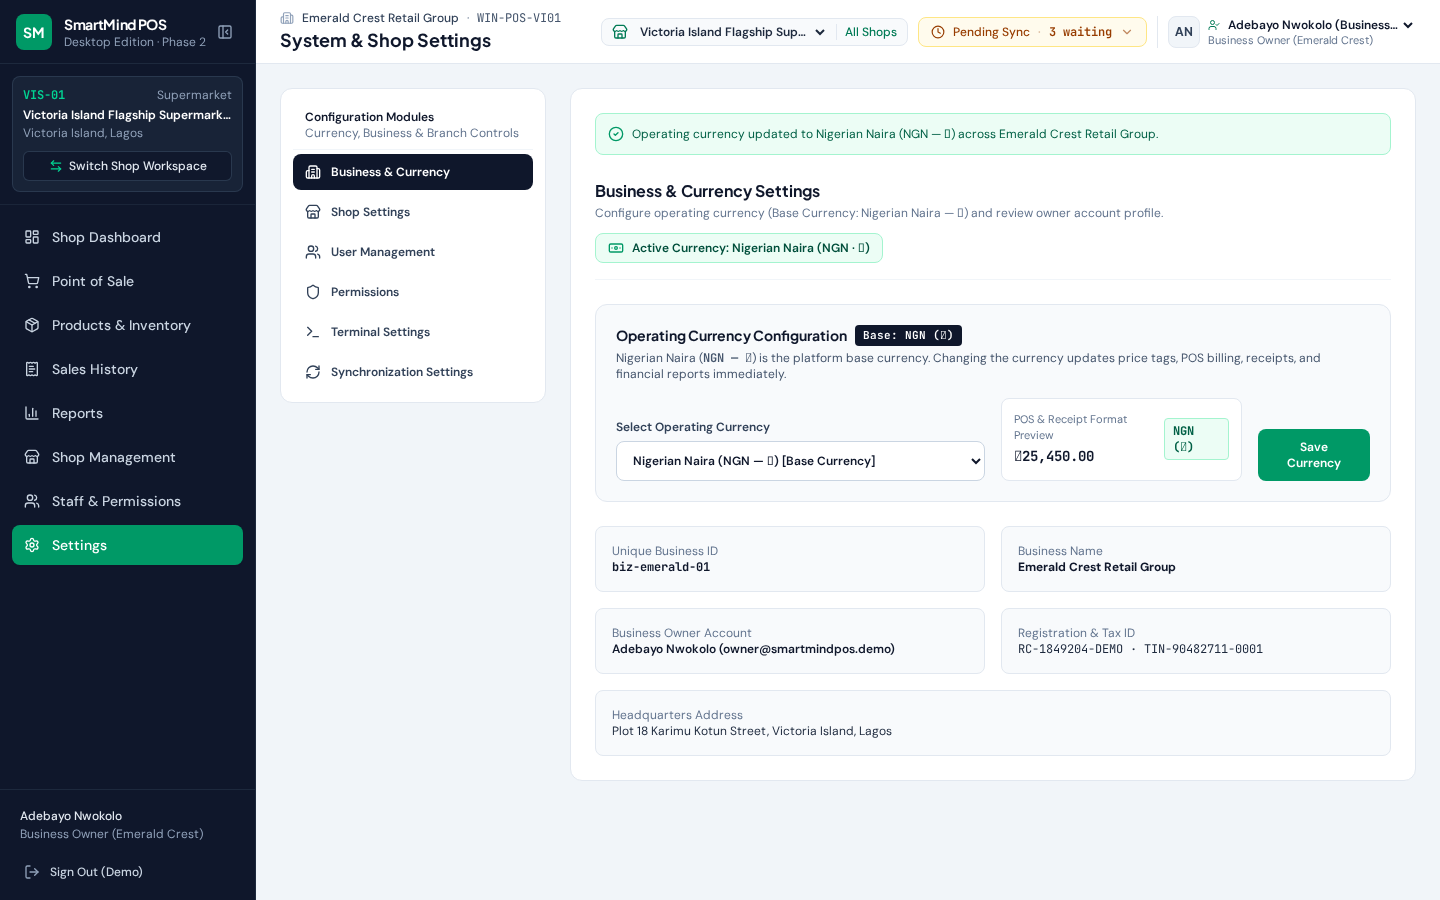 SM
SmartMind POS
Desktop Edition · Phase 2
VIS-01
Supermarket
Victoria Island Flagship Supermark...
Victoria Island, Lagos
Switch Shop Workspace
Shop Dashboard
Point of Sale
Products & Inventory
Sales History
Reports
Shop Management
Staff & Permissions
Settings
Adebayo Nwokolo
Business Owner (Emerald Crest)
Sign Out (Demo)
Emerald Crest Retail Group · WIN-POS-VI01
System & Shop Settings
Victoria Island Flagship Sup...
All Shops
Pending Sync · 3 waiting
AN
Adebayo Nwokolo (Business...
Business Owner (Emerald Crest)
Configuration Modules
Currency, Business & Branch Controls
Business & Currency
Shop Settings
User Management
Permissions
Terminal Settings
Synchronization Settings
Operating currency updated to Nigerian Naira (NGN — ) across Emerald Crest Retail Group.
Business & Currency Settings
Configure operating currency (Base Currency: Nigerian Naira — ) and review owner account profile.
Active Currency: Nigerian Naira (NGN · )
Operating Currency Configuration
Base: NGN ()
Nigerian Naira (NGN — ) is the platform base currency. Changing the currency updates price tags, POS billing, receipts, and
financial reports immediately.
Select Operating Currency
Nigerian Naira (NGN — ) [Base Currency]
POS & Receipt Format
Preview
25,450.00
NGN
()
Save
Currency
Unique Business ID
biz-emerald-01
Business Name
Emerald Crest Retail Group
Business Owner Account
Adebayo Nwokolo (owner@smartmindpos.demo)
Registration & Tax ID
RC-1849204-DEMO · TIN-90482711-0001
Headquarters Address
Plot 18 Karimu Kotun Street, Victoria Island, Lagos